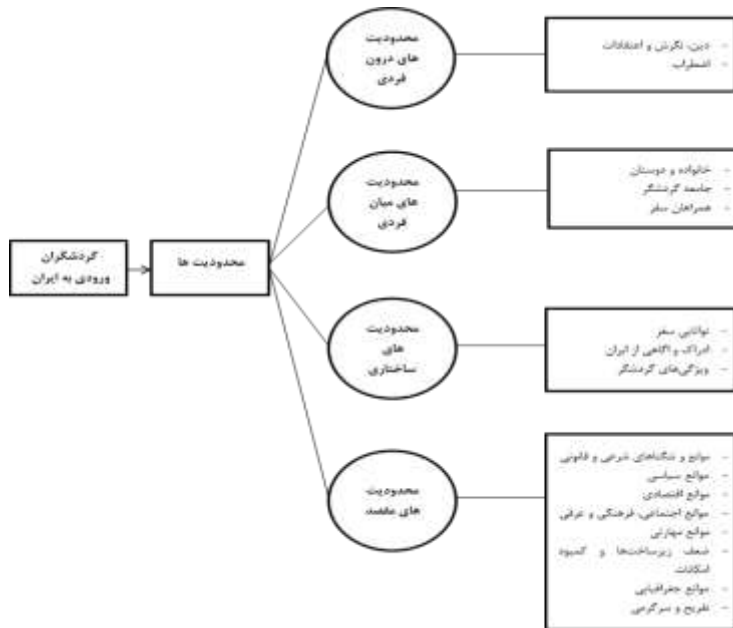 گردشگران
ورودی به ایران
محدودیت ها
محدودیت
های درون
فردی
- دین، نگرش و اعتقادات
- اضطراب
محدودیت
های میان
فردی
- خانواده و دوستان
- جامعه گردشگر
- همراهان سفر
محدودیت
های
ساختاری
- توانایی سفر
- ادراک و آگاهی از ایران
- ویژگی‌های گردشگر
محدودیت
های مقصد
- موانع و تنگناهای شرعی و قانونی
- موانع سیاسی
- موانع اقتصادی
- موانع اجتماعی، فرهنگی و عرفی
- موانع مهارتی
- ضعف زیرساخت‌ها و کمبود
امکانات
- موانع جغرافیایی
- تفریح و سرگرمی